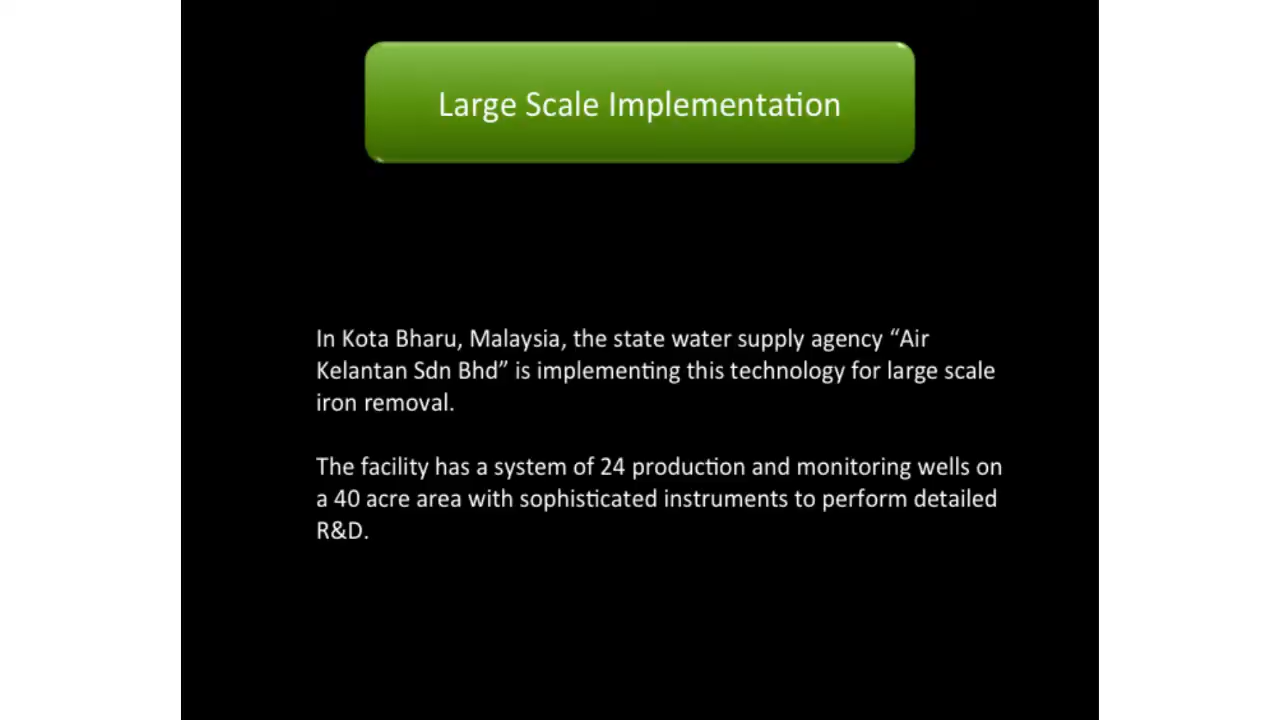 Large Scale Implementation
In Kota Bharu, Malaysia, the state water supply agency “Air
Kelantan Sdn Bhd” is implementing this technology for large scale
iron removal.
The facility has a system of 24 production and monitoring wells on
a 40 acre area with sophisticated instruments to perform detailed
R&D.